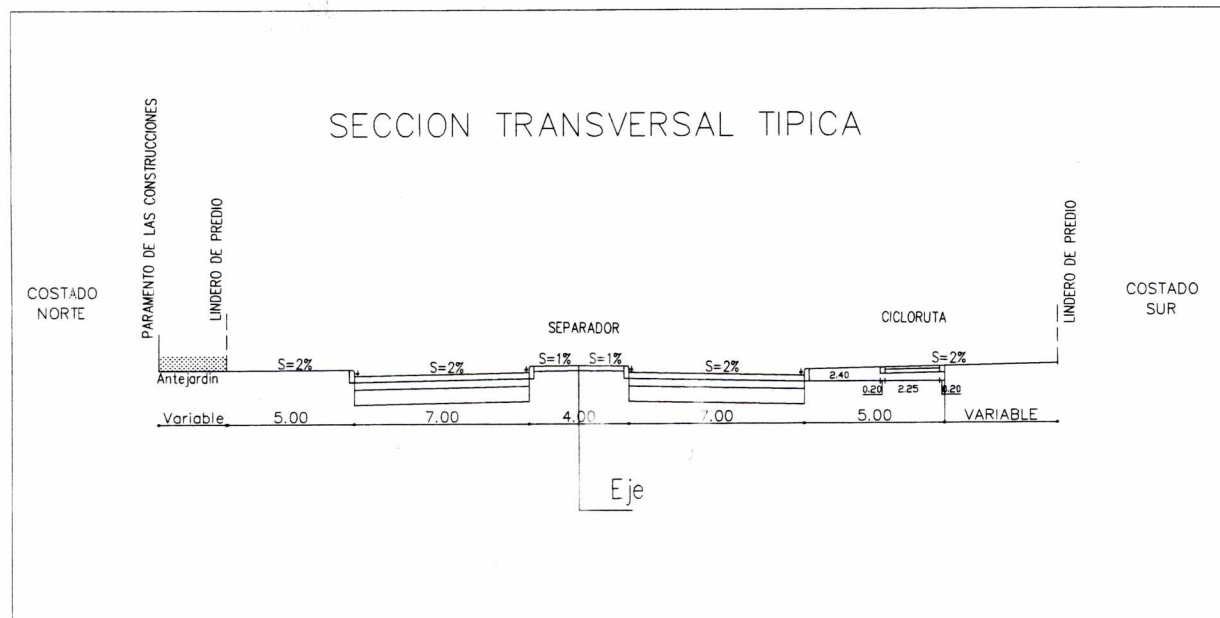 SECCION TRANSVERSAL TIPICA
PARAMENTO DE LAS CONSTRUCCIONES
LINDERO DE PREDIO
LINDERO DE PREDIO
COSTADO
NORTE
COSTADO
SUR
SEPARADOR
CICLORUTA
S=2%
S=2%
S=1%
S=1%
S=2%
S=2%
Antejardin
2.40
0.20
2.25
0.20
Variable
5.00
7.00
4.00
7.00
5.00
VARIABLE
Eje